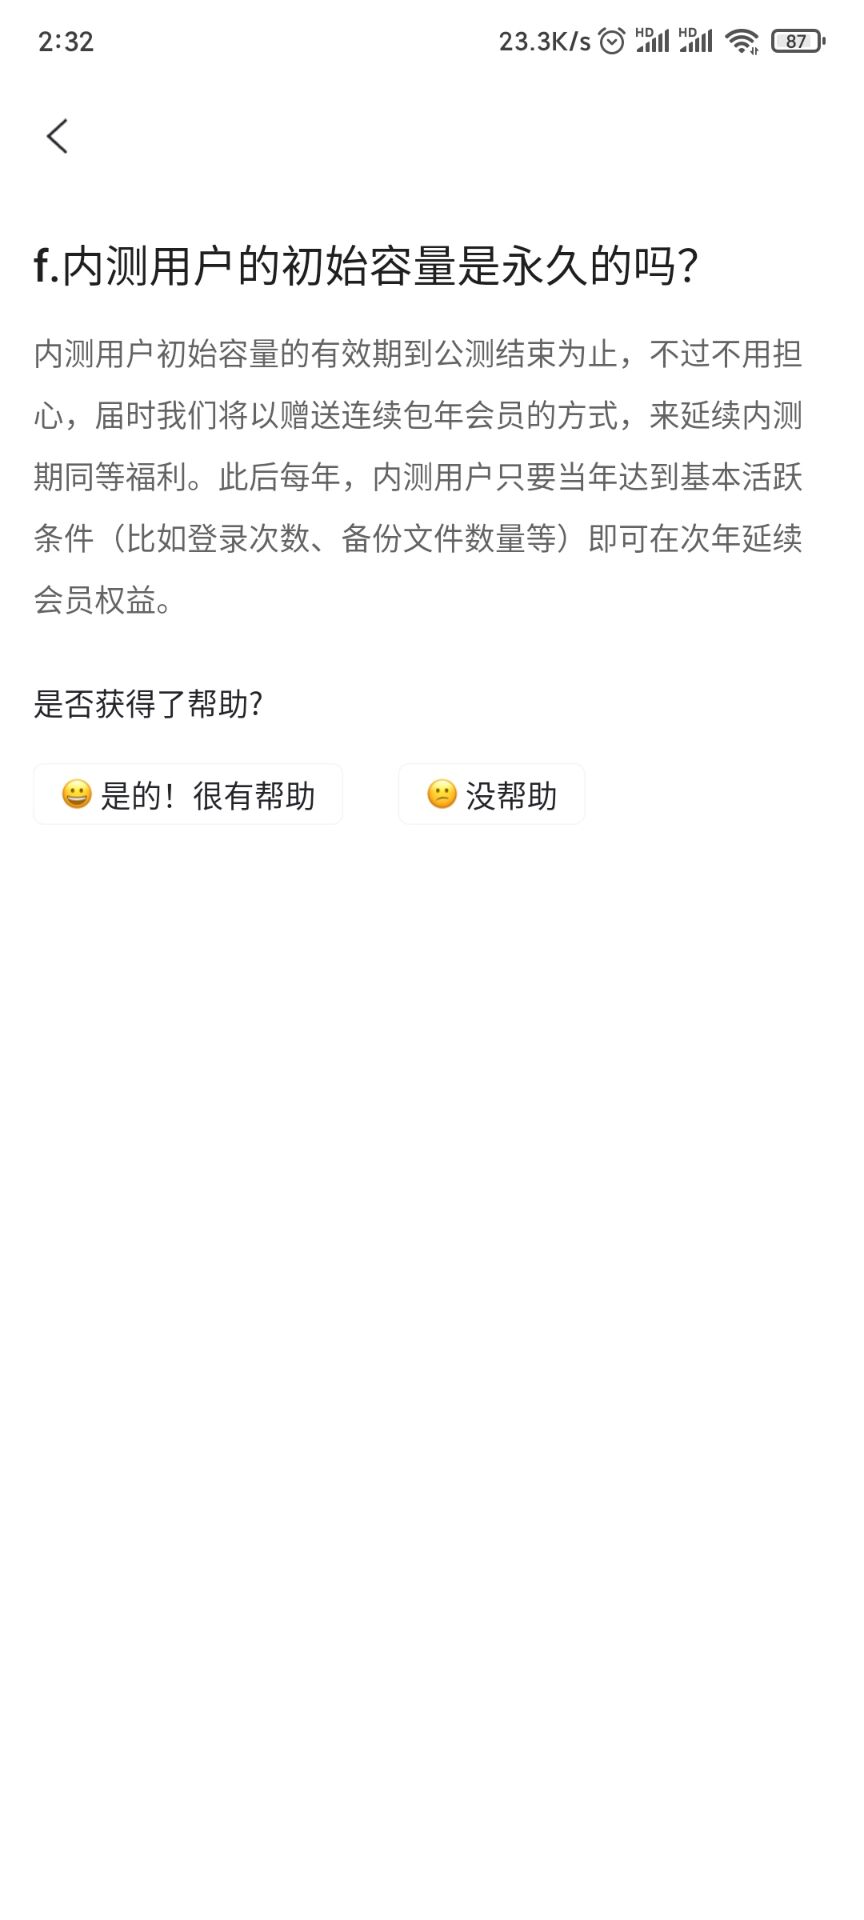 2:32
23.3K/s HD HD 87
f.内测用户的初始容量是永久的吗?
内测用户初始容量的有效期到公测结束为止，不过不用担
心，届时我们将以赠送连续包年会员的方式，来延续内测
期同等福利。此后每年，内测用户只要当年达到基本活跃
条件（比如登录次数、备份文件数量等）即可在次年延续
会员权益。
是否获得了帮助?
😀 是的！很有帮助
😕 没帮助